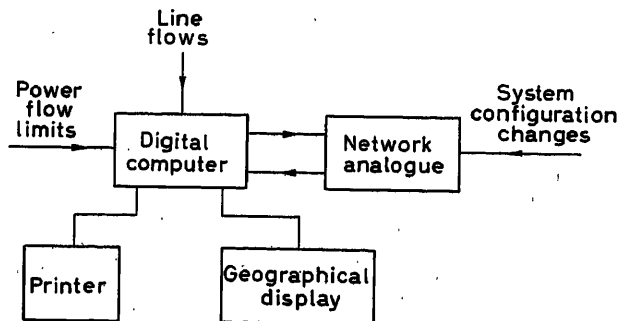 Line
flows
Power
flow
limits
Digital
computer
Network
analogue
System
configuration
changes
Printer
Geographical
display